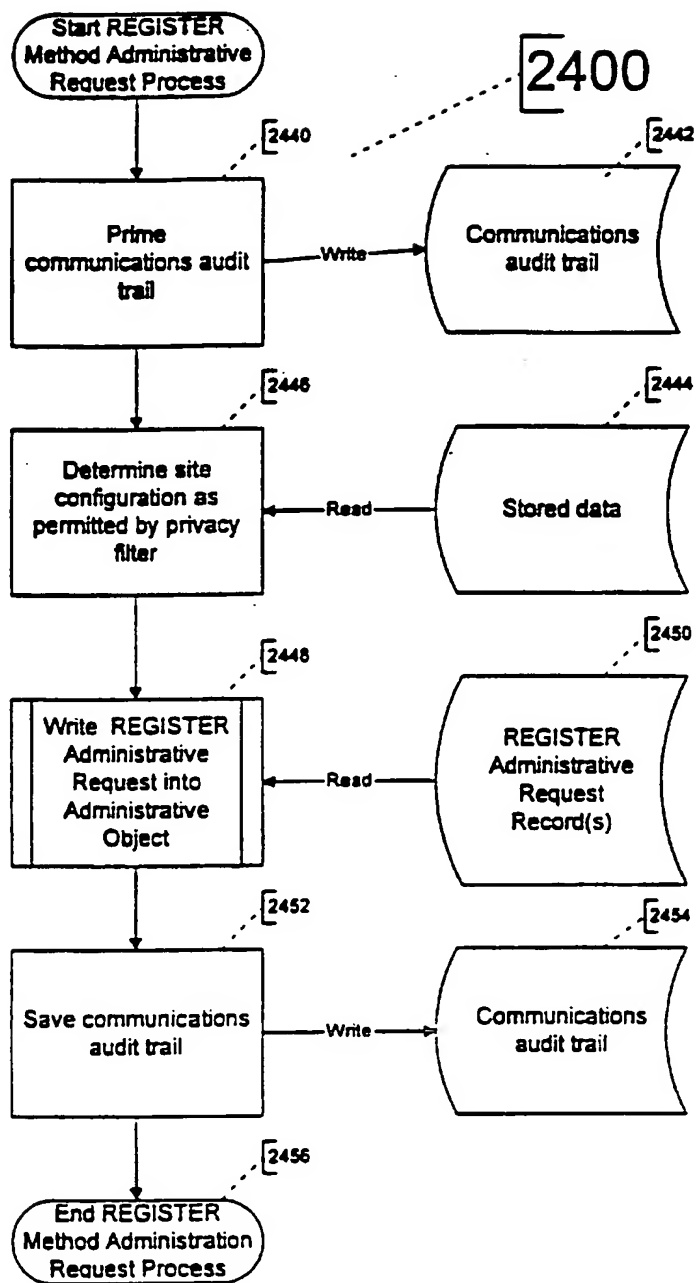 Start REGISTER
Method Administrative
Request Process
2400
2440
2442
Prime
communications audit
trail
Write
Communications
audit trail
2446
2444
Determine site
configuration as
permitted by privacy
filter
Read
Stored data
2448
2450
Write REGISTER
Administrative
Request into
Administrative
Object
Read
REGISTER
Administrative
Request
Record(s)
2452
2454
Save communications
audit trail
Write
Communications
audit trail
2456
End REGISTER
Method Administration
Request Process